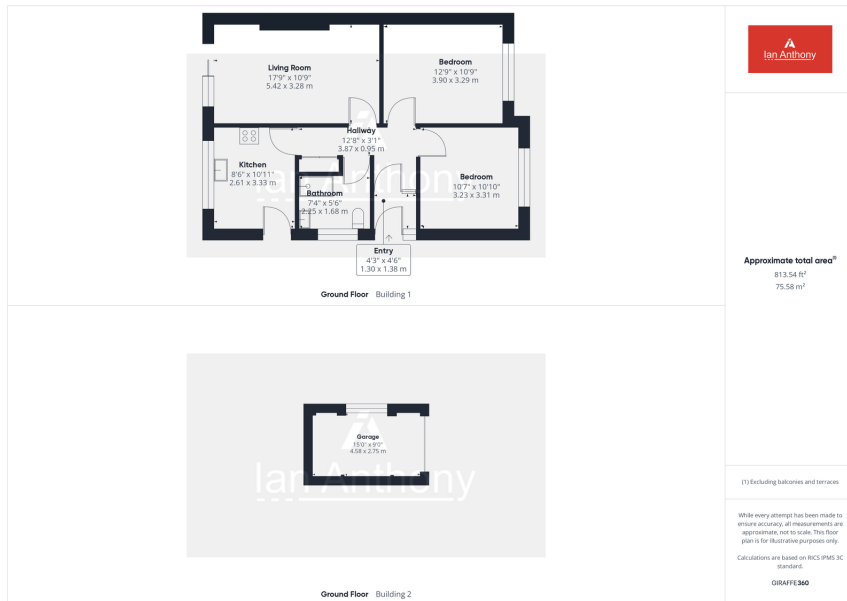 Living Room
17'9" x 10'9"
5.42 x 3.28 m
Bedroom
12'9" x 10'9"
3.90 x 3.29 m
Hallway
12'8" x 3'1"
3.87 x 0.95 m
Kitchen
8'6" x 10'11"
2.61 x 3.33 m
Bathroom
7'4" x 5'6"
2.25 x 1.68 m
Bedroom
10'7" x 10'10"
3.23 x 3.31 m
Entry
4'3" x 4'6"
1.30 x 1.38 m
Ian Anthony
Ground Floor Building 1
Garage
15'0" x 9'0"
4.58 x 2.75 m
Ian Anthony
Ground Floor Building 2
Ian Anthony
Approximate total area⁽¹⁾
813.54 ft²
75.58 m²
(1) Excluding balconies and terraces
While every attempt has been made to
ensure accuracy, all measurements are
approximate, not to scale. This floor
plan is for illustrative purposes only.
Calculations are based on RICS IPMS 3C
standard.
GIRAFFE360